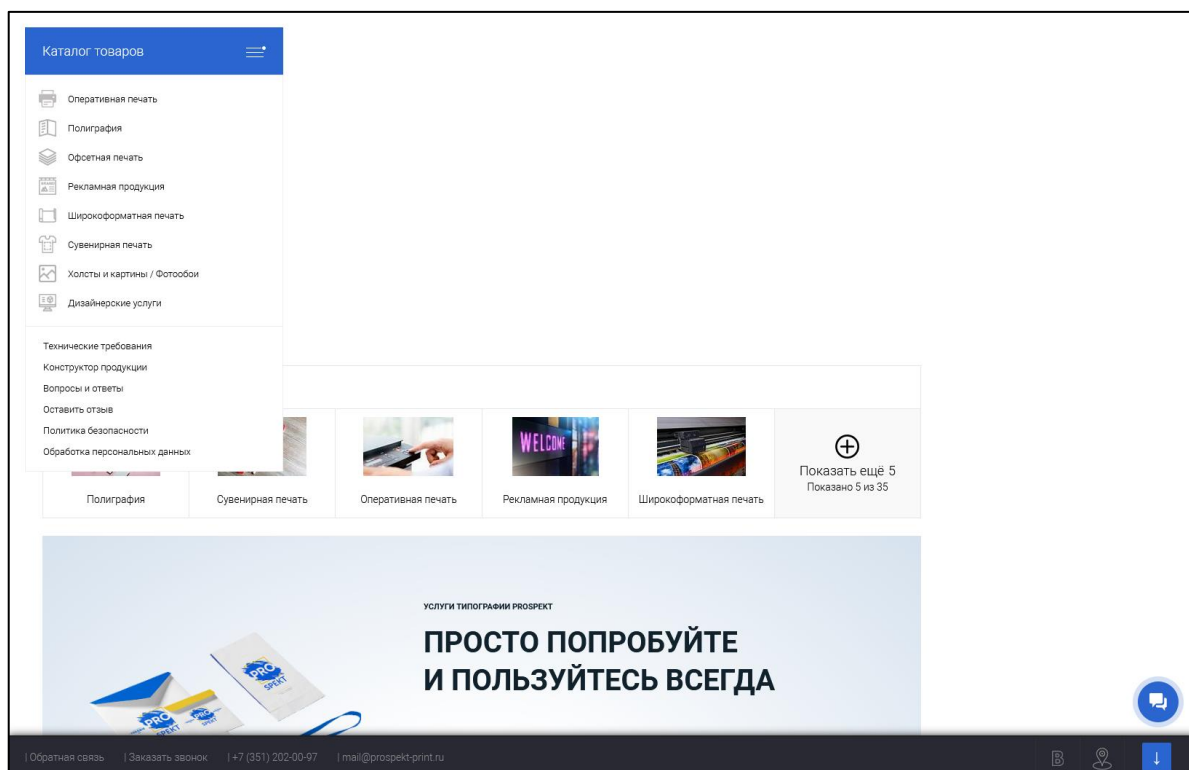 Каталог товаров
Оперативная печать
Полиграфия
Офсетная печать
Рекламная продукция
Широкоформатная печать
Сувенирная печать
Холсты и картины / Фотообои
Дизайнерские услуги
Технические требования
Конструктор продукции
Вопросы и ответы
Оставить отзыв
Политика безопасности
Обработка персональных данных
WELCOME
Полиграфия
Сувенирная печать
Оперативная печать
Рекламная продукция
Широкоформатная печать
Показать ещё 5
Показано 5 из 35
УСЛУГИ ТИПОГРАФИИ PROSPEKT
ПРОСТО ПОПРОБУЙТЕ
И ПОЛЬЗУЙТЕСЬ ВСЕГДА
PRO
SPEKT
PRO
SPEKT
PRO
| Обратная связь | Заказать звонок | +7 (351) 202-00-97 | mail@prospekt-print.ru